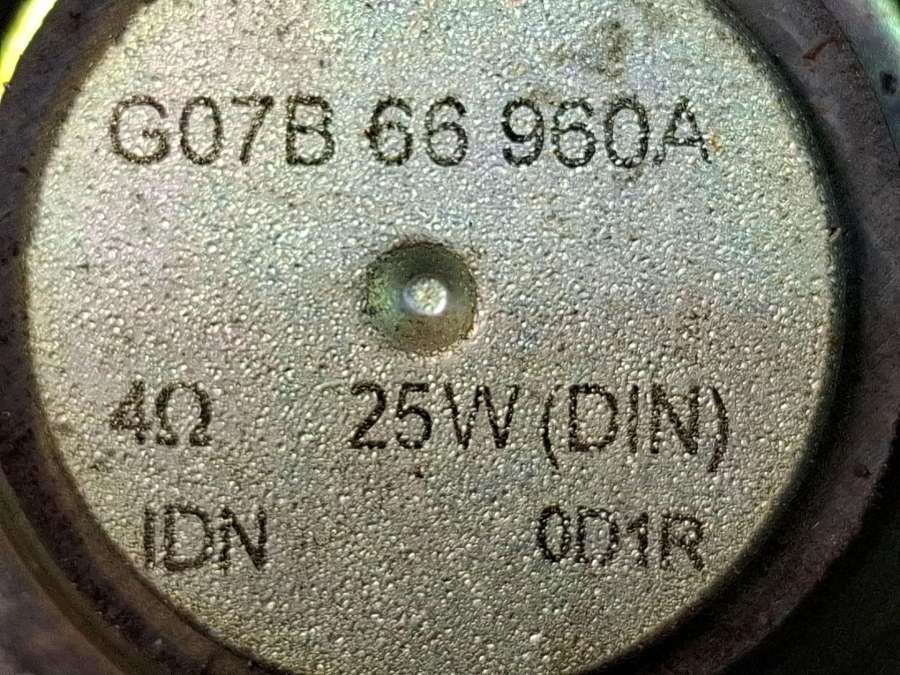 G07B 66 960A
4Ω 25W (DIN)
IDN 0D1R